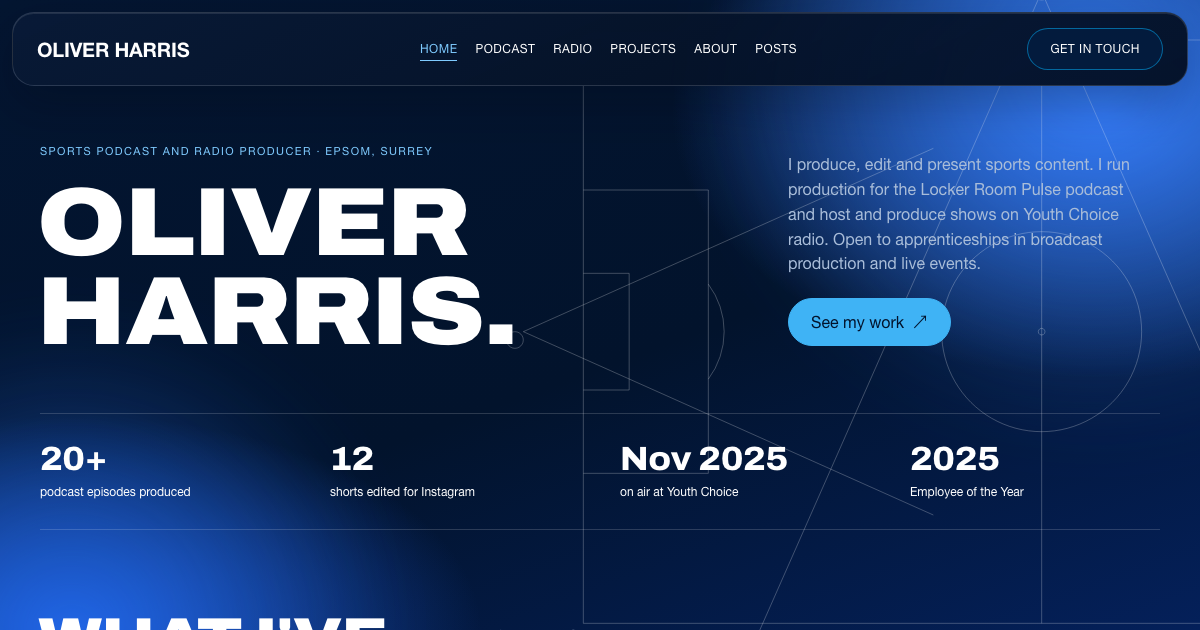 OLIVER HARRIS
HOME PODCAST RADIO PROJECTS ABOUT POSTS
GET IN TOUCH
SPORTS PODCAST AND RADIO PRODUCER · EPSOM, SURREY
OLIVER
HARRIS.
I produce, edit and present sports content. I run
production for the Locker Room Pulse podcast
and host and produce shows on Youth Choice
radio. Open to apprenticeships in broadcast
production and live events.
See my work ↗
20+
podcast episodes produced
12
shorts edited for Instagram
Nov 2025
on air at Youth Choice
2025
Employee of the Year
WHAT I'VE